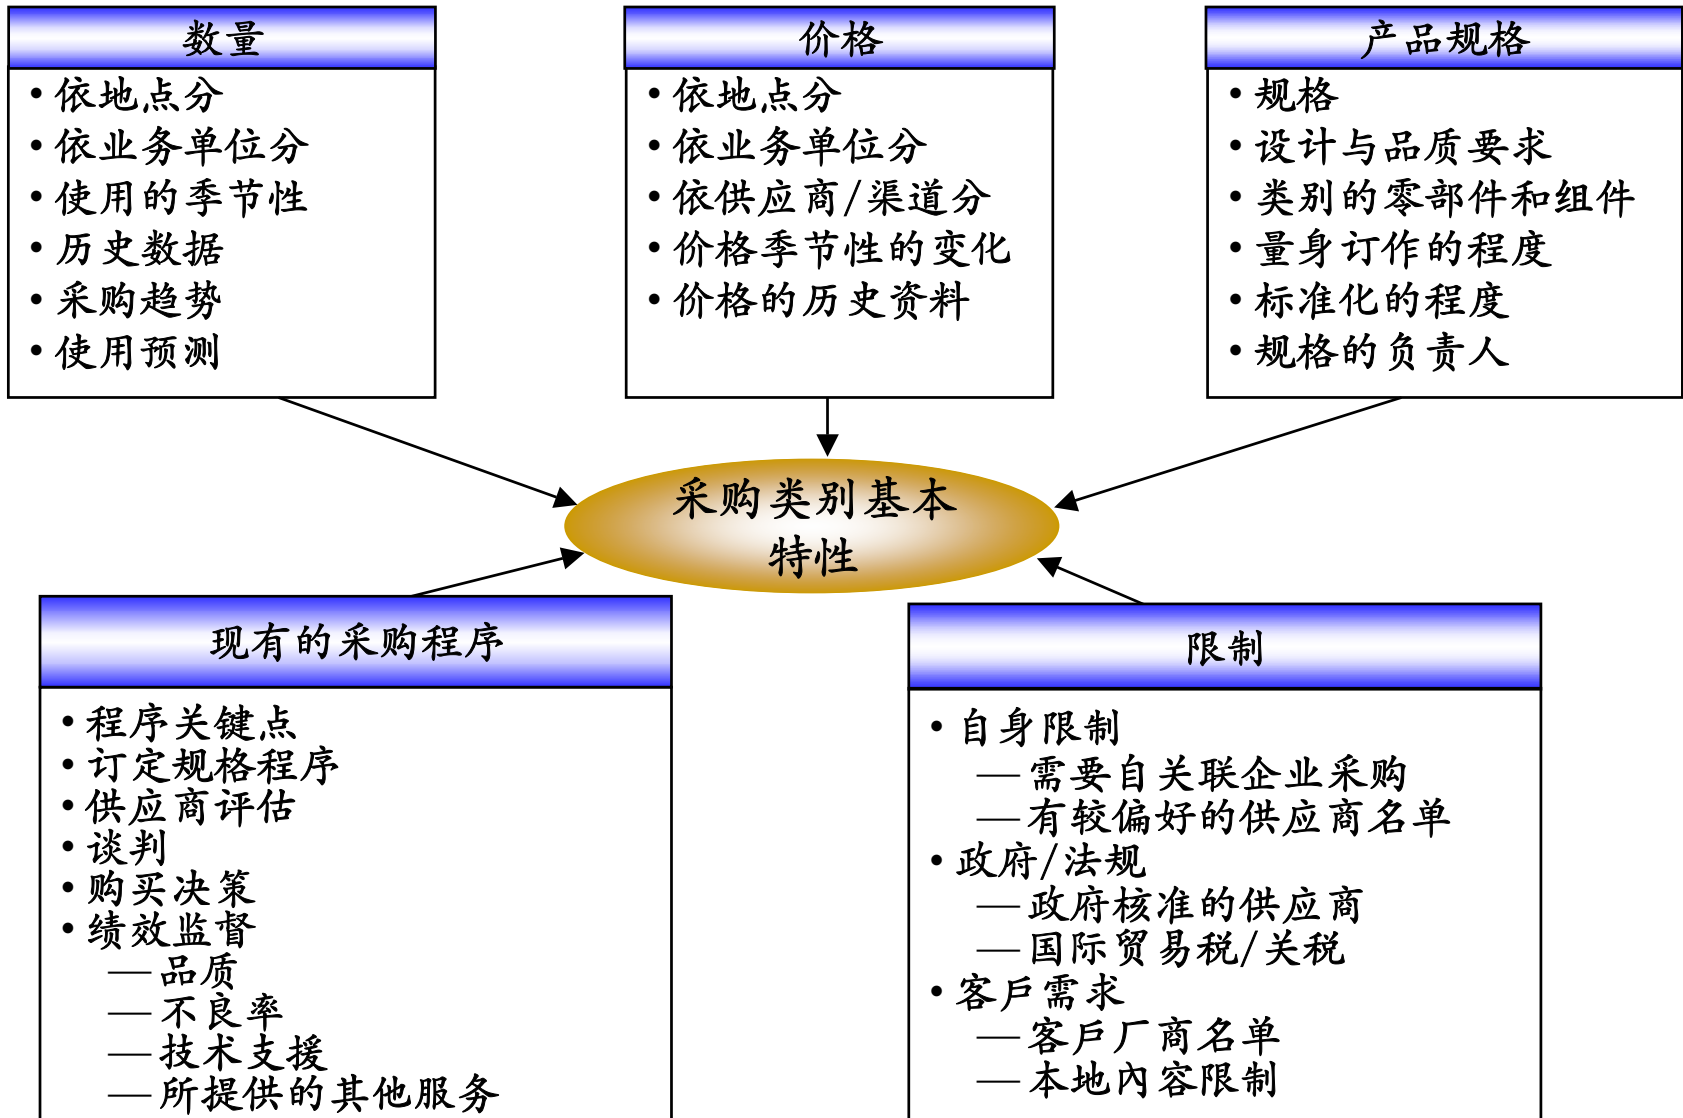 数量
• 依地点分
• 依业务单位分
• 使用的季节性
• 历史数据
• 采购趋势
• 使用预测
价格
• 依地点分
• 依业务单位分
• 依供应商/渠道分
• 价格季节性的变化
• 价格的历史资料
产品规格
• 规格
• 设计与品质要求
• 类别的零部件和组件
• 量身订作的程度
• 标准化的程度
• 规格的负责人
采购类别基本
特性
现有的采购程序
• 程序关键点
• 订定规格程序
• 供应商评估
• 谈判
• 购买决策
• 绩效监督
— 品质
— 不良率
— 技术支援
— 所提供的其他服务
限制
• 自身限制
— 需要自关联企业采购
— 有较偏好的供应商名单
• 政府/法规
— 政府核准的供应商
— 国际贸易税/关税
• 客戶需求
— 客戶厂商名单
— 本地內容限制